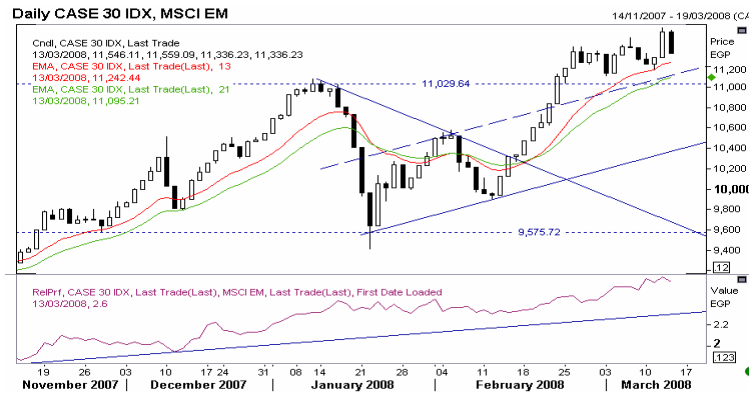 Daily CASE 30 IDX, MSCI EM
14/11/2007 - 19/03/2008 (CA
Cndl, CASE 30 IDX, Last Trade
13/03/2008, 11,546.11, 11,559.09, 11,336.23, 11,336.23
EMA, CASE 30 IDX, Last Trade(Last), 13
13/03/2008, 11,242.44
EMA, CASE 30 IDX, Last Trade(Last), 21
13/03/2008, 11,095.21
Price
EGP
11,200
11,029.64
11,000
10,800
10,600
10,400
10,200
10,000
9,800
9,600
9,575.72
9,400
12
RelPrf, CASE 30 IDX, Last Trade(Last), MSCI EM, Last Trade(Last), First Date Loaded
13/03/2008, 2.6
Value
EGP
2.2
2
.123
19 26 03 10 17 24 31 08 14 21 28 04 11 18 25 03 10 17
November 2007 December 2007 January 2008 February 2008 March 2008